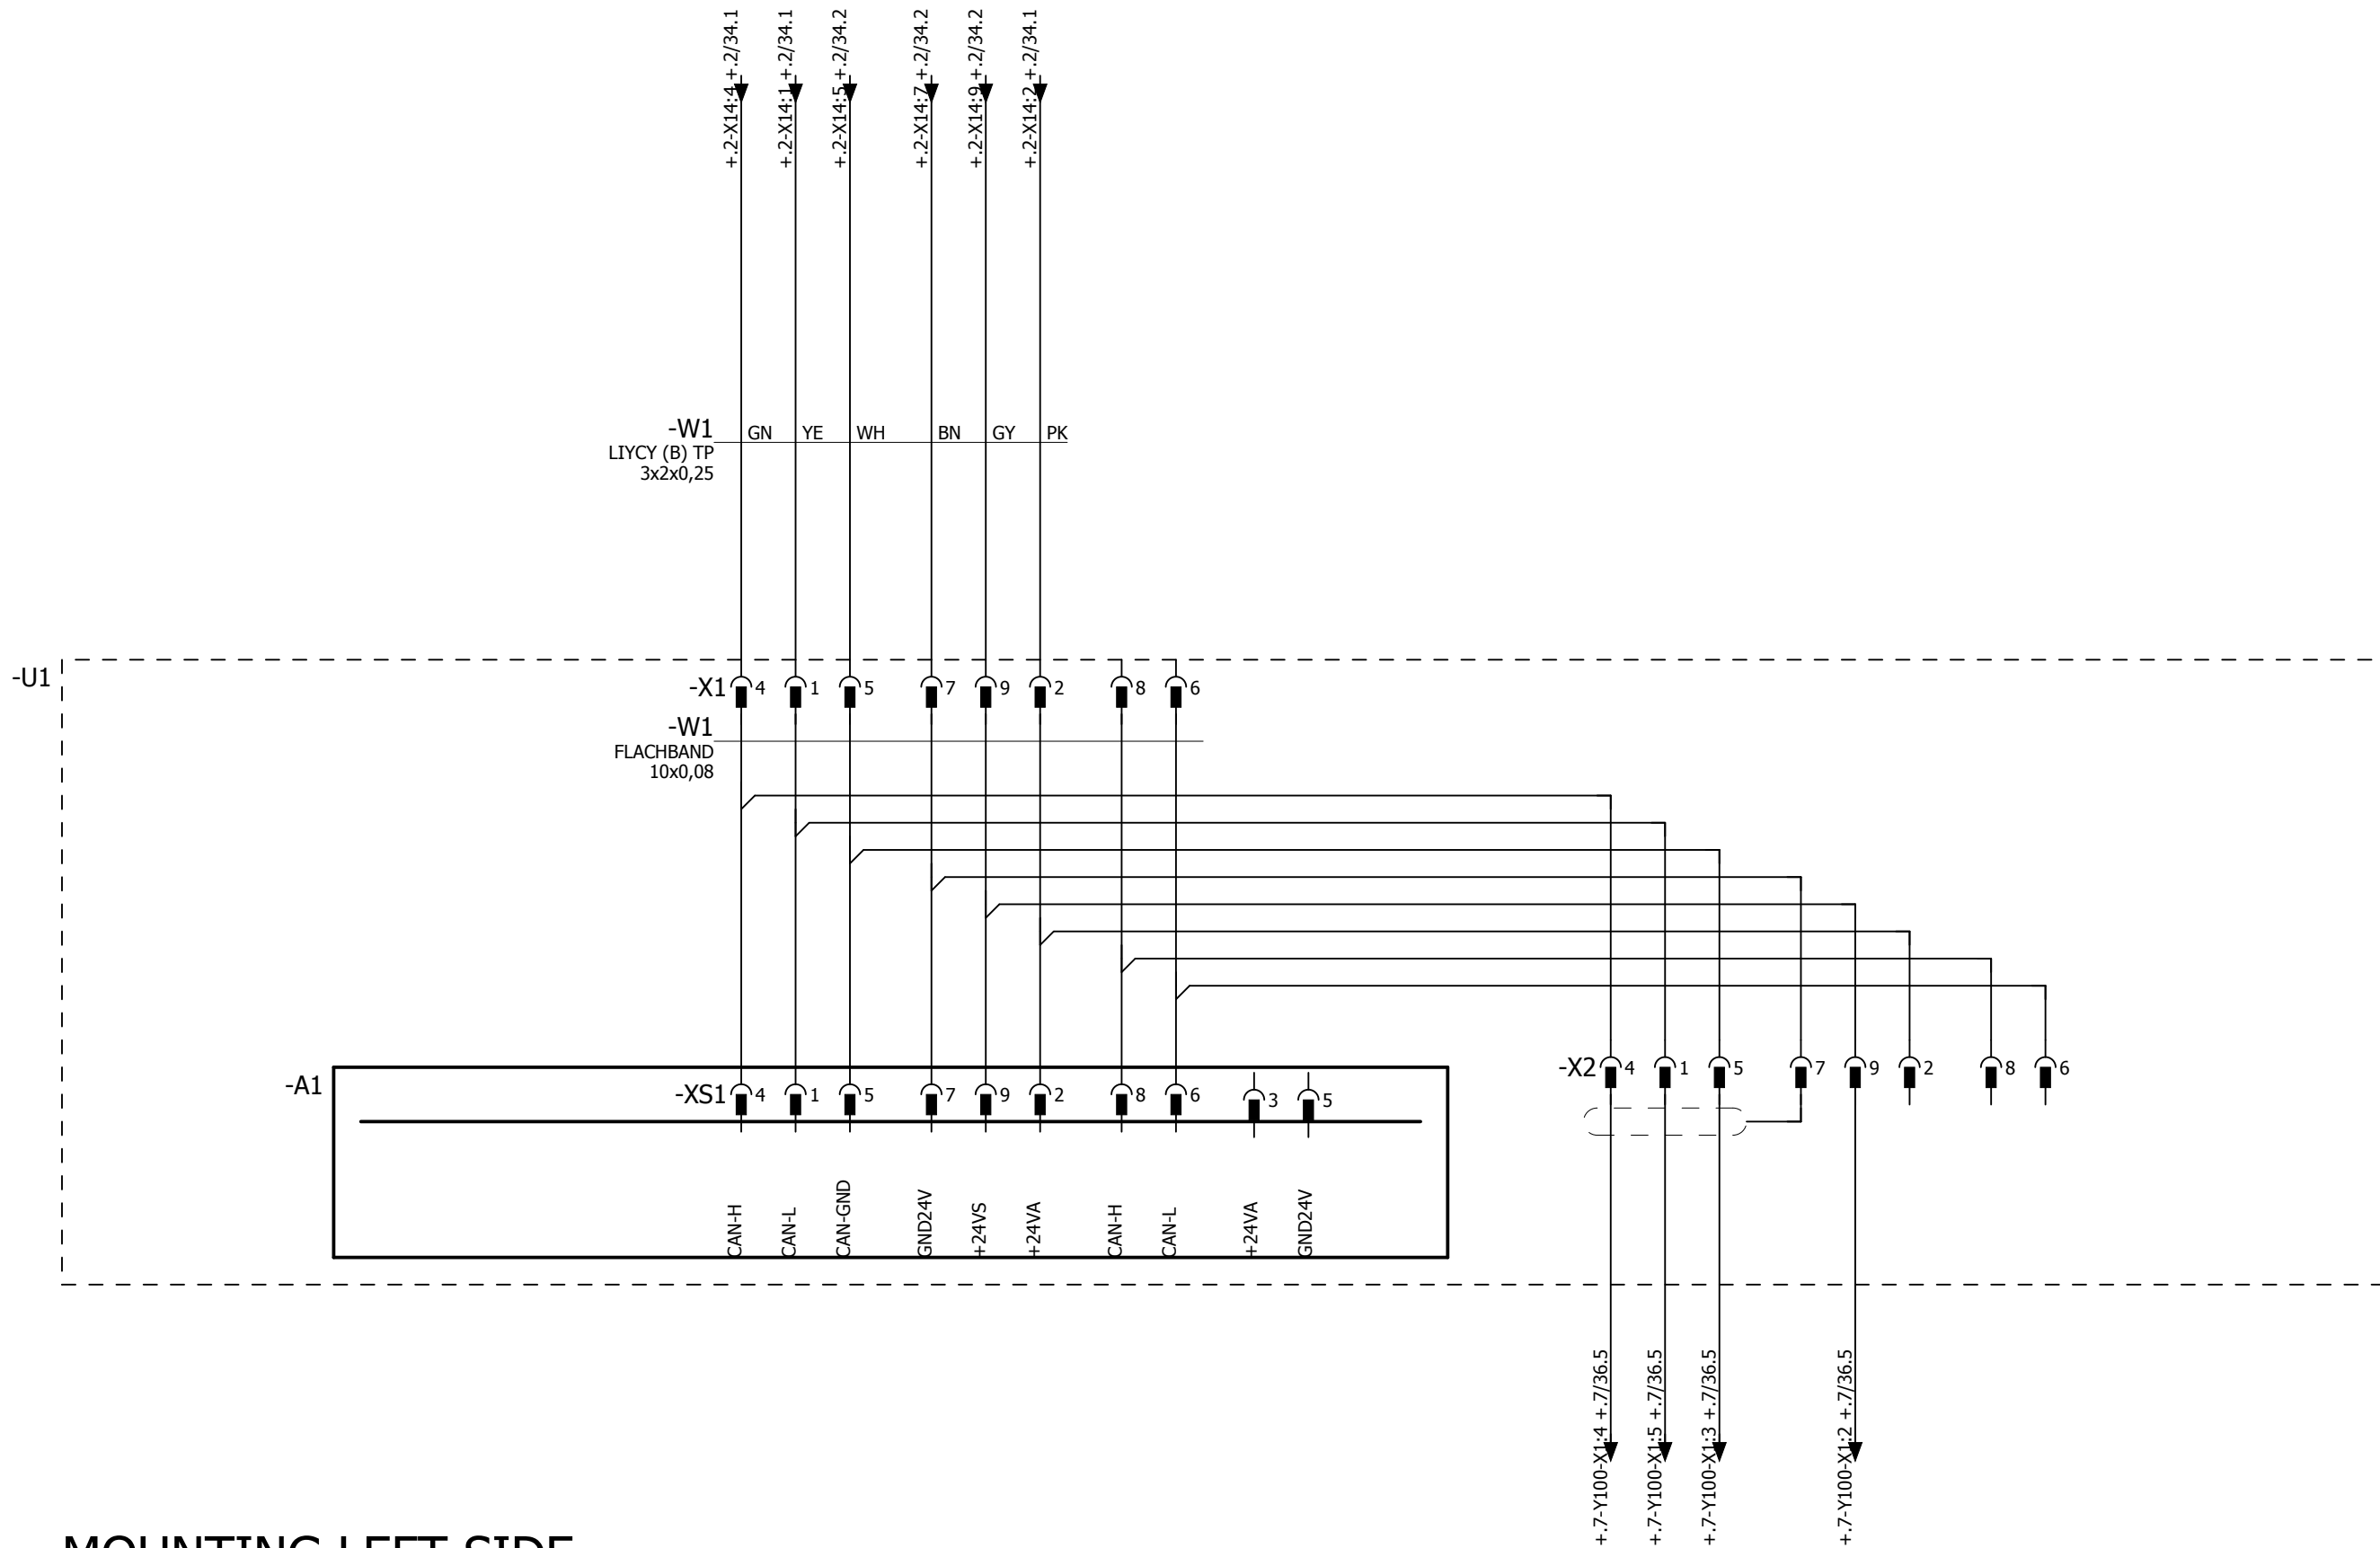 +.2-X14:4 +.2/34.1
+.2-X14:1 +.2/34.1
+.2-X14:5 +.2/34.2
+.2-X14:7 +.2/34.2
+.2-X14:9 +.2/34.2
+.2-X14:2 +.2/34.1
-W1 GN YE WH BN GY PK
LIYCY (B) TP
3x2x0,25
-U1
-X1 4 1 5 7 9 2 8 6
-W1
FLACHBAND
10x0,08
-A1
-XS1 4 1 5 7 9 2 8 6 3 5
-X2 4 1 5 7 9 2 8 6
CAN-H
CAN-L
CAN-GND
GND24V
+24VS
+24VA
CAN-H
CAN-L
+24VA
GND24V
+.7-Y100-X1:4 +.7/36.5
+.7-Y100-X1:5 +.7/36.5
+.7-Y100-X1:3 +.7/36.5
+.7-Y100-X1:2 +.7/36.5
MOUNTING LEFT SIDE